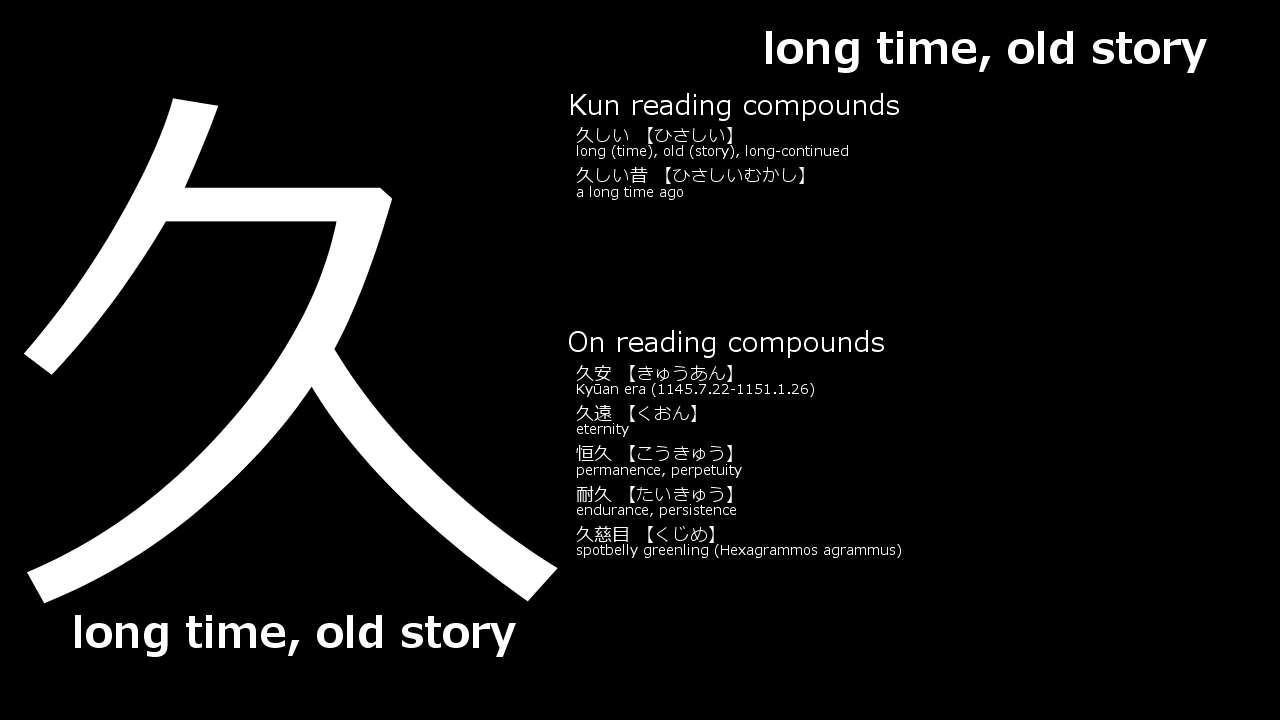 long time, old story
久
long time, old story
Kun reading compounds
久しい 【ひさしい】
long (time), old (story), long-continued
久しい昔 【ひさしいむかし】
a long time ago
On reading compounds
久安 【きゅうあん】
Kyūan era (1145.7.22-1151.1.26)
久遠 【くおん】
eternity
恒久 【こうきゅう】
permanence, perpetuity
耐久 【たいきゅう】
endurance, persistence
久慈目 【くじめ】
spotbelly greenling (Hexagrammos agrammus)